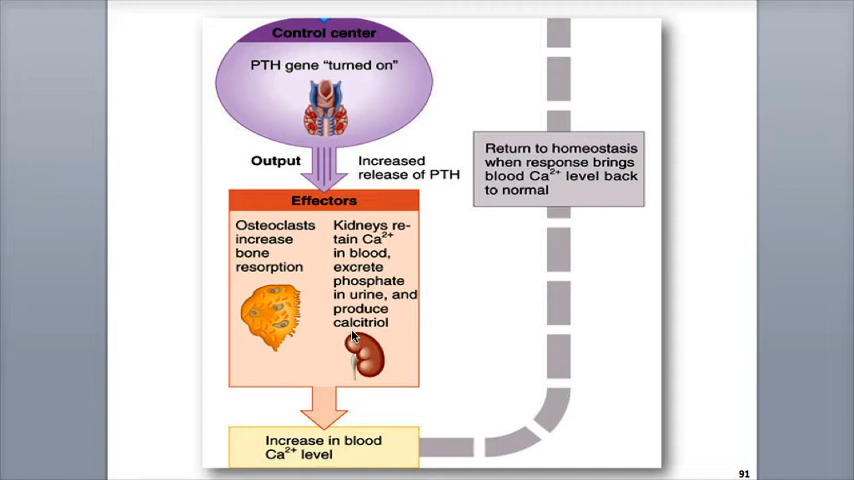 Control center
PTH gene “turned on”
Output
Increased
release of PTH
Effectors
Osteoclasts
increase
bone
resorption
Kidneys re-
tain Ca2+
in blood,
excrete
phosphate
in urine, and
produce
calcitriol
Increase in blood
Ca2+ level
Return to homeostasis
when response brings
blood Ca2+ level back
to normal
91